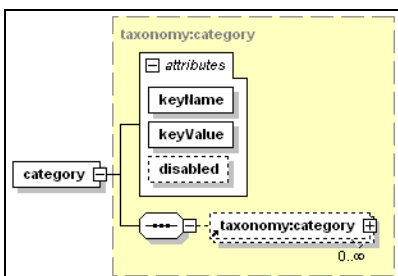 taxonomy:category
attributes
keyName
keyValue
disabled
category
taxonomy:category
0..∞